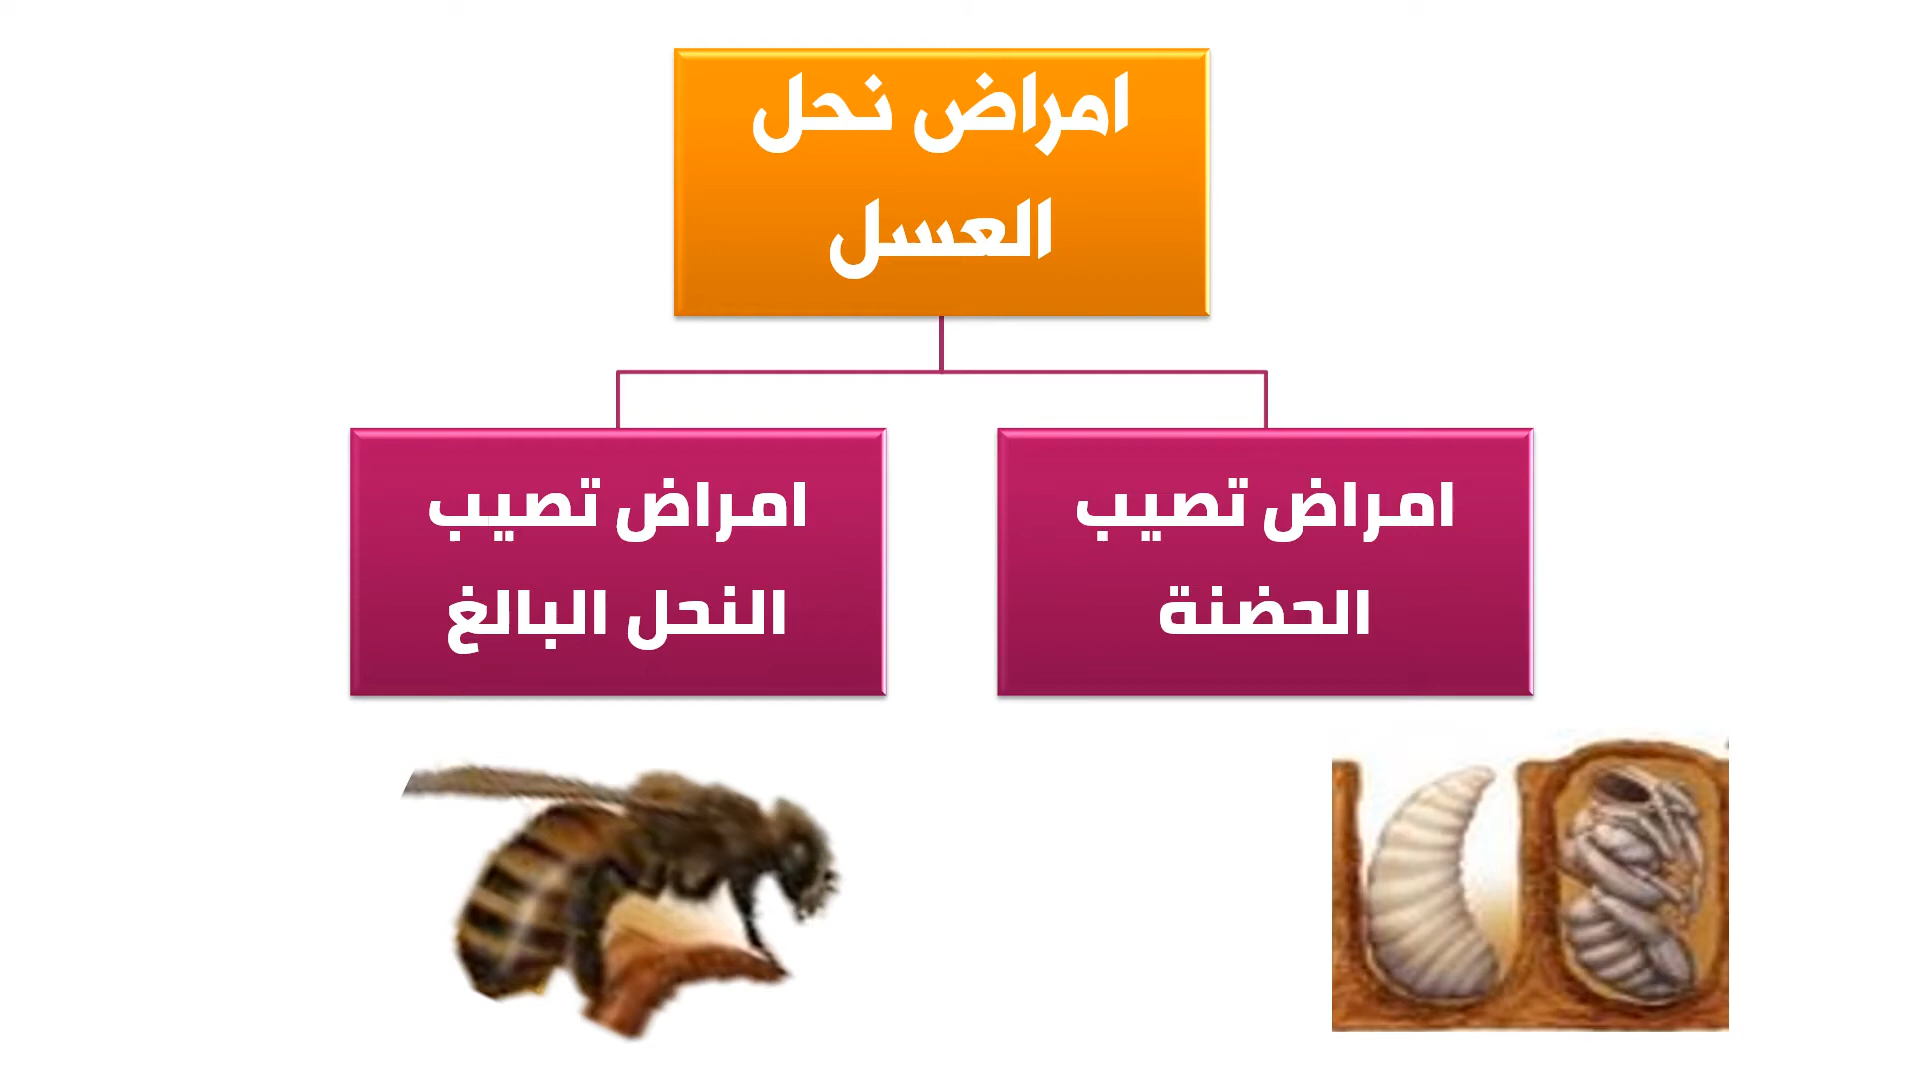 امراض نحل
العسل
امراض تصيب
الحضنة
امراض تصيب
النحل البالغ